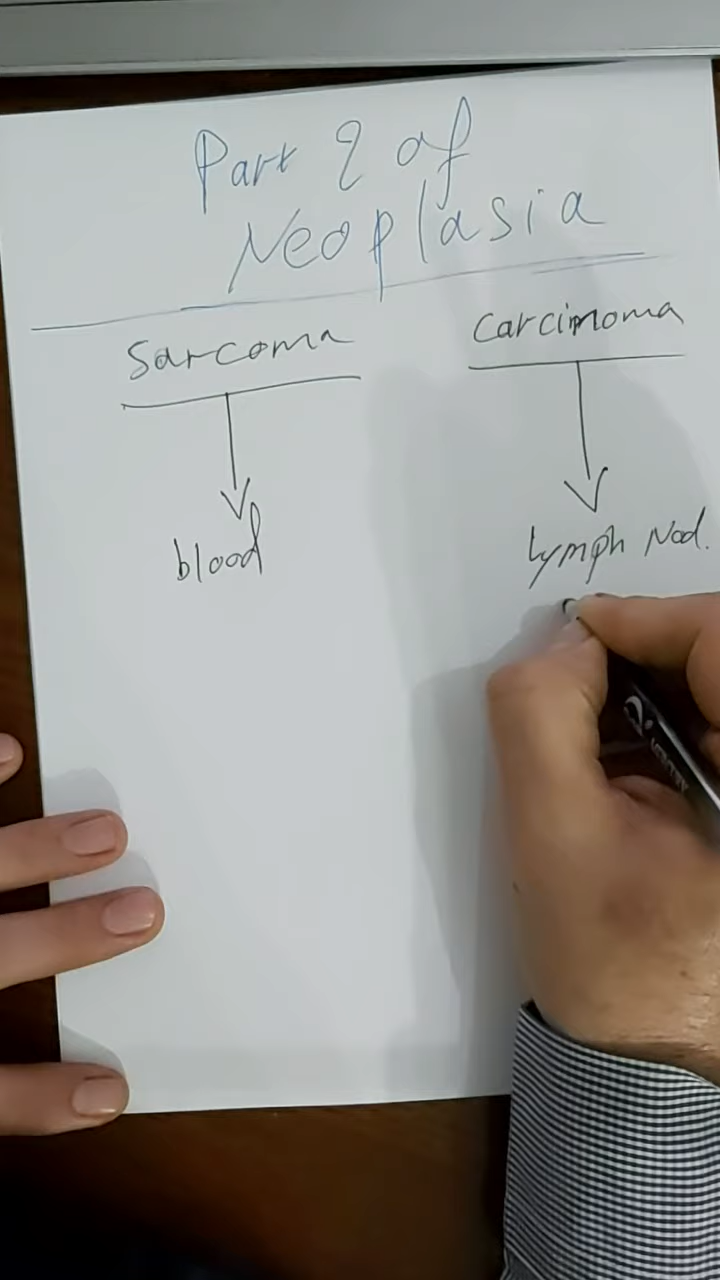 Part 2 of
Neoplasia
Sarcoma
Carcinoma
blood
Lymph Nod.